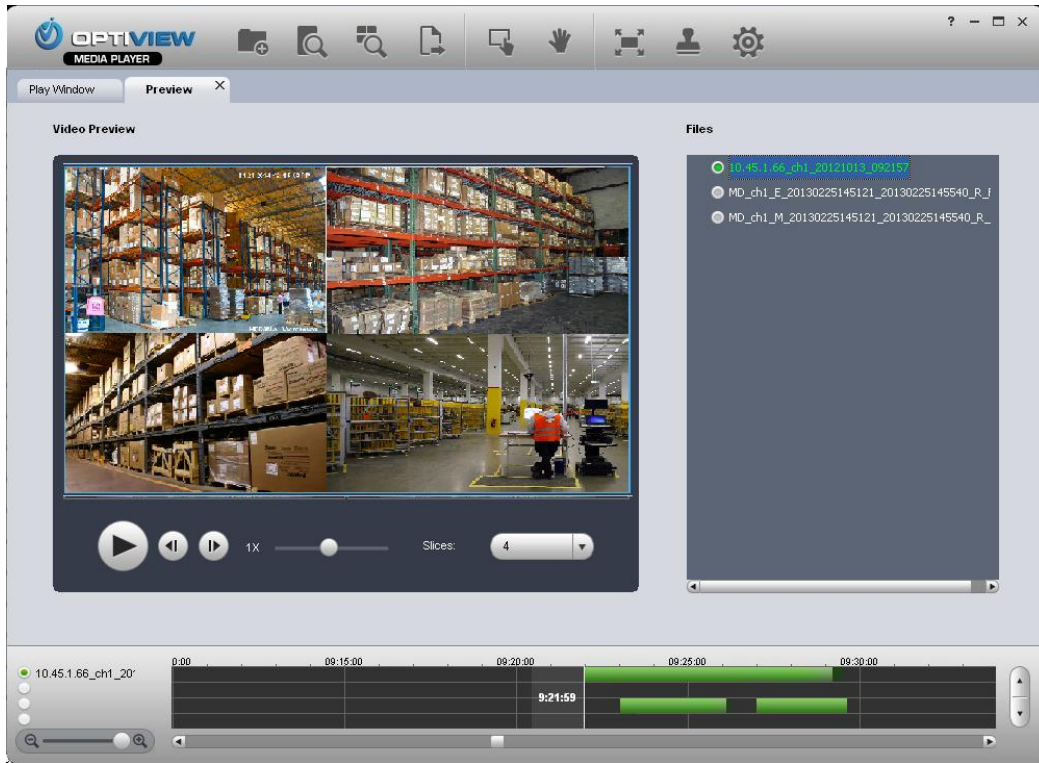 OPTIVIEW
MEDIA PLAYER
?
Play Window
Preview
Video Preview
Files
10.45.1.66_ch1_20121013_092157
MD_ch1_E_20130225145121_20130225145540_R_
MD_ch1_M_20130225145121_20130225145540_R_
1X
Slices:
4
0:00 09:15:00 09:20:00 09:25:00 09:30:00
10.45.1.66_ch1_20
9:21:59